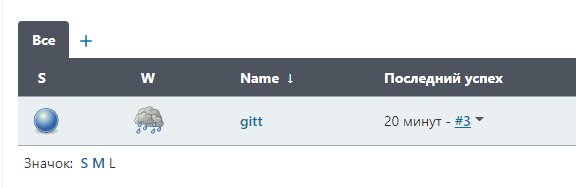 Все +
S W Name ↓ Последний успех
gitt 20 минут - #3
Значок: S M L